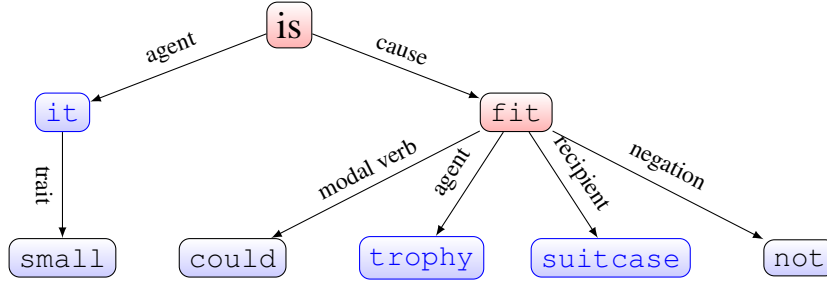 is
agent
cause
it
fit
trait
modal verb
agent
recipient
negation
small
could
trophy
suitcase
not